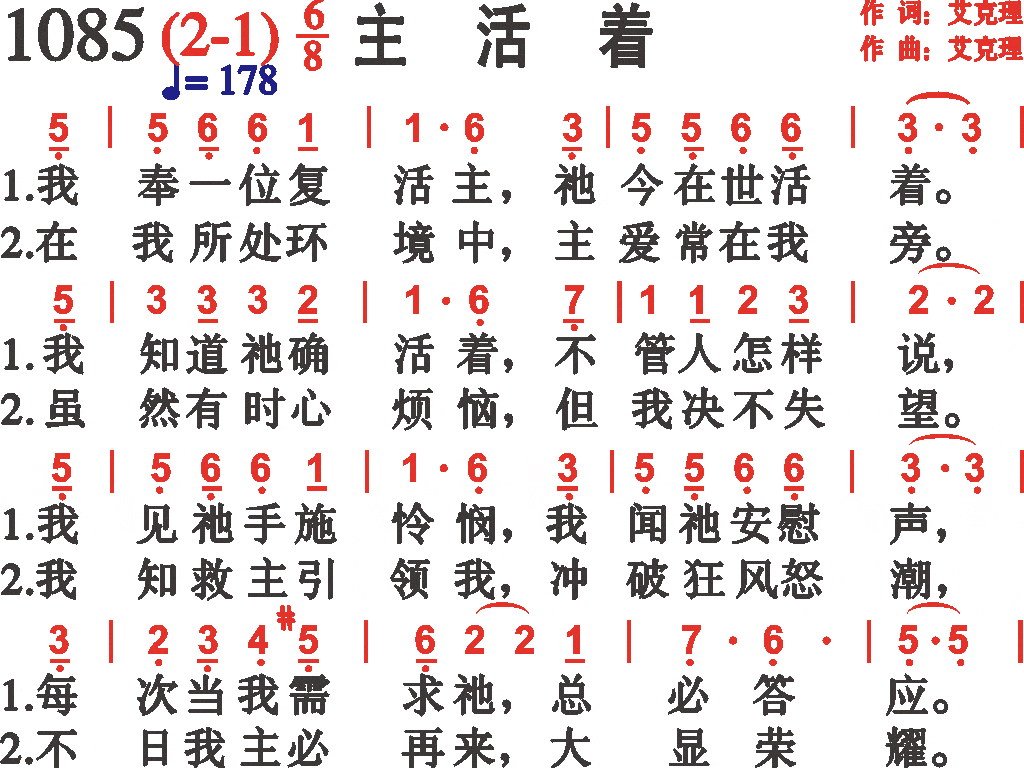 1085 (2-1) 6/8 主 活 着
作 词: 艾克理
作 曲: 艾克理
♩= 178
5 | 5 6 6 1 | 1 · 6 3 | 5 5 6 6 | 3 · 3 |
1.我 奉一位复 活主, 祂 今在世活 着。
2.在 我所处环 境中, 主 爱常在我 旁。
5 | 3 3 3 2 | 1 · 6 7 | 1 1 2 3 | 2 · 2 |
1.我 知道祂确 活着, 不 管人怎样 说,
2.虽 然有时心 烦恼, 但 我决不失 望。
5 | 5 6 6 1 | 1 · 6 3 | 5 5 6 6 | 3 · 3 |
1.我 见祂手施 怜悯, 我 闻祂安慰 声,
2.我 知救主引 领我, 冲 破狂风怒 潮,
3 | 2 3 4 #5 | 6 2 2 1 | 7 · 6 · | 5 · 5 |
1.每 次当我需 求祂, 总 必 答 应。
2.不 日我主必 再来, 大 显 荣 耀。